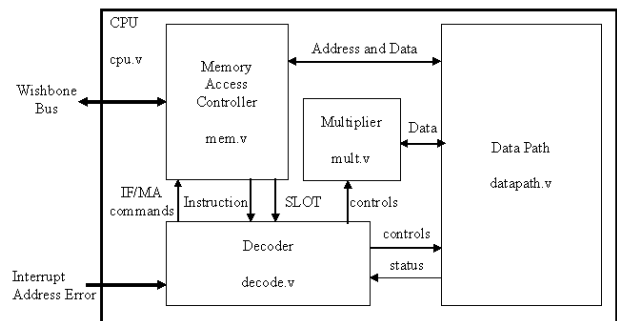 CPU
cpu.v
Wishbone
Bus
Memory
Access
Controller
mem.v
Address and Data
Multiplier
mult.v
Data
Data Path
datapath.v
IF/MA
commands
Instruction
SLOT
controls
Decoder
decode.v
controls
status
Interrupt
Address Error